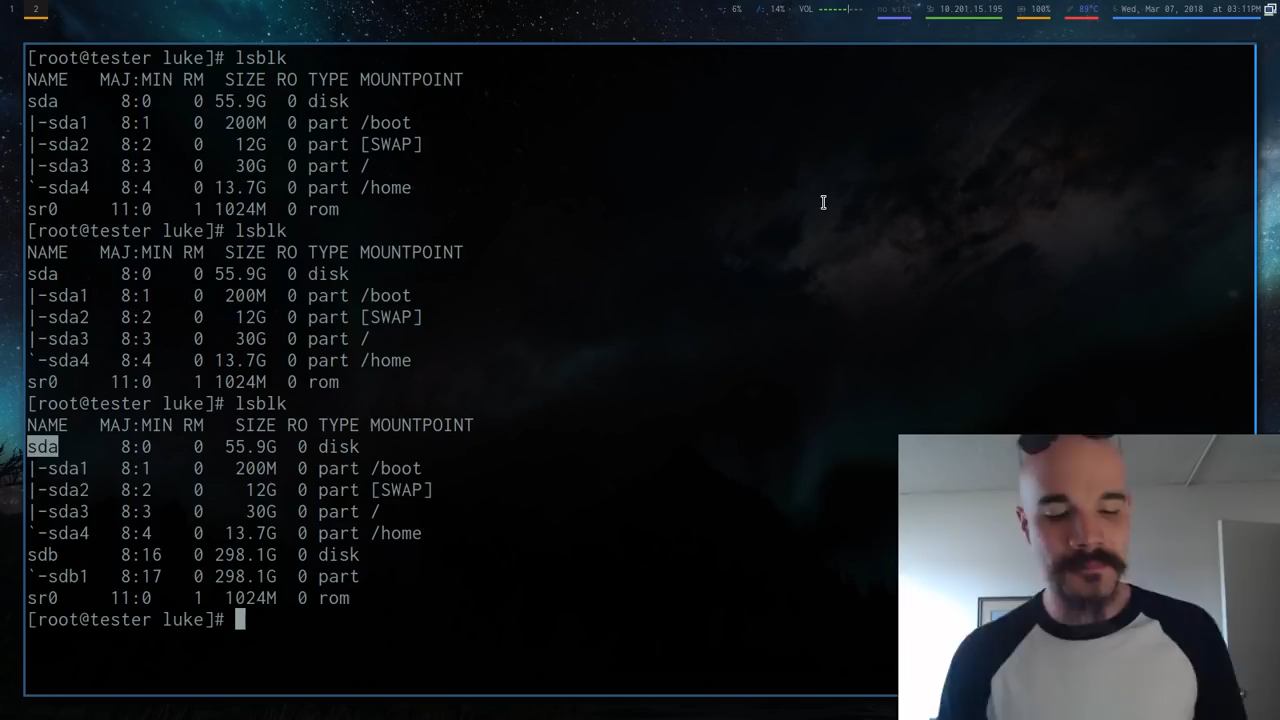 1 2 6% 14% VOL no wifi 10.201.15.195 100% 89°C Wed, Mar 07, 2018 at 03:11PM
[root@tester luke]# lsblk
NAME MAJ:MIN RM SIZE RO TYPE MOUNTPOINT
sda 8:0 0 55.9G 0 disk
|-sda1 8:1 0 200M 0 part /boot
|-sda2 8:2 0 12G 0 part [SWAP]
|-sda3 8:3 0 30G 0 part /
`-sda4 8:4 0 13.7G 0 part /home
sr0 11:0 1 1024M 0 rom
[root@tester luke]# lsblk
NAME MAJ:MIN RM SIZE RO TYPE MOUNTPOINT
sda 8:0 0 55.9G 0 disk
|-sda1 8:1 0 200M 0 part /boot
|-sda2 8:2 0 12G 0 part [SWAP]
|-sda3 8:3 0 30G 0 part /
`-sda4 8:4 0 13.7G 0 part /home
sr0 11:0 1 1024M 0 rom
[root@tester luke]# lsblk
NAME MAJ:MIN RM SIZE RO TYPE MOUNTPOINT
sda 8:0 0 55.9G 0 disk
|-sda1 8:1 0 200M 0 part /boot
|-sda2 8:2 0 12G 0 part [SWAP]
|-sda3 8:3 0 30G 0 part /
`-sda4 8:4 0 13.7G 0 part /home
sdb 8:16 0 298.1G 0 disk
`-sdb1 8:17 0 298.1G 0 part
sr0 11:0 1 1024M 0 rom
[root@tester luke]#